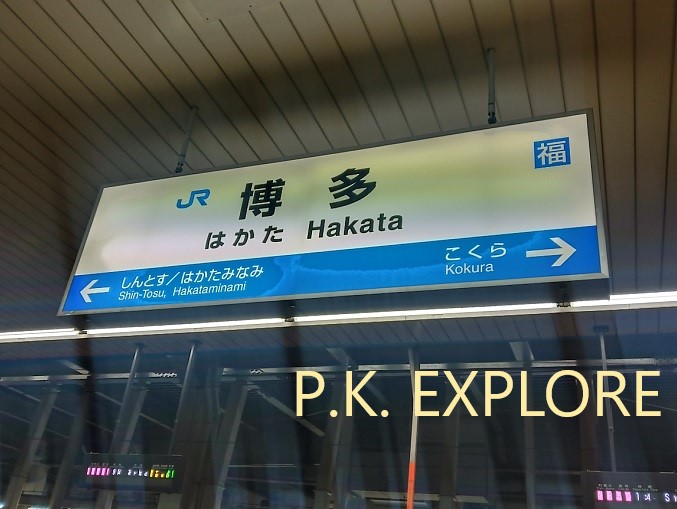 福
JR 博多
はかた Hakata
しんとす/はかたみなみ
Shin-Tosu, Hakataminami
こくら
Kokura
P.K. EXPLORE